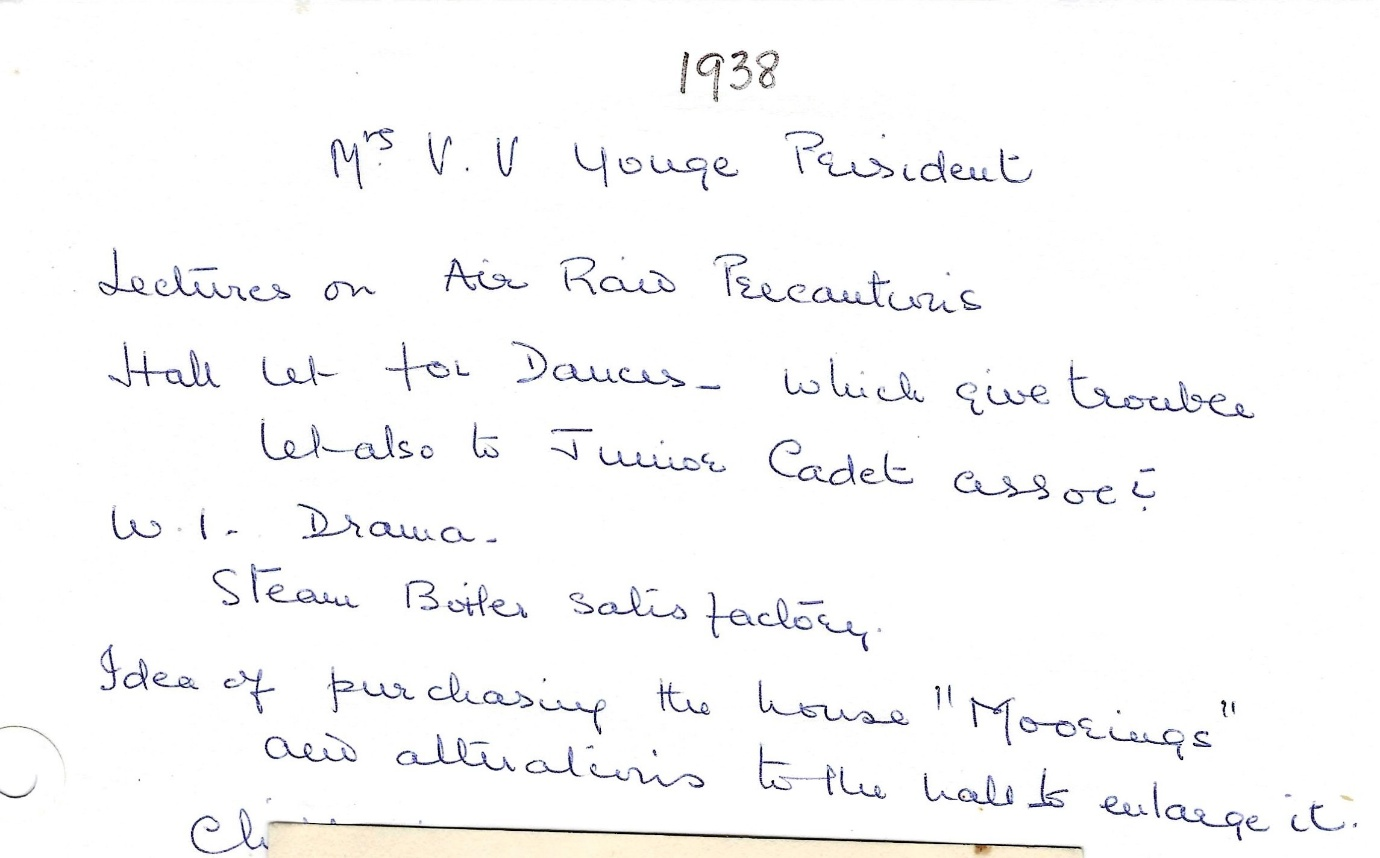 1938
Mrs V.V Yonge President
Lectures on Air Raid Precautions
Hall let for Dances - which give trouble
let also to Junior Cadet assoct
W.I. Drama.
Steam Boiler satisfactory.
Idea of purchasing the house "Moorings"
and alterations to the hall to enlarge it.